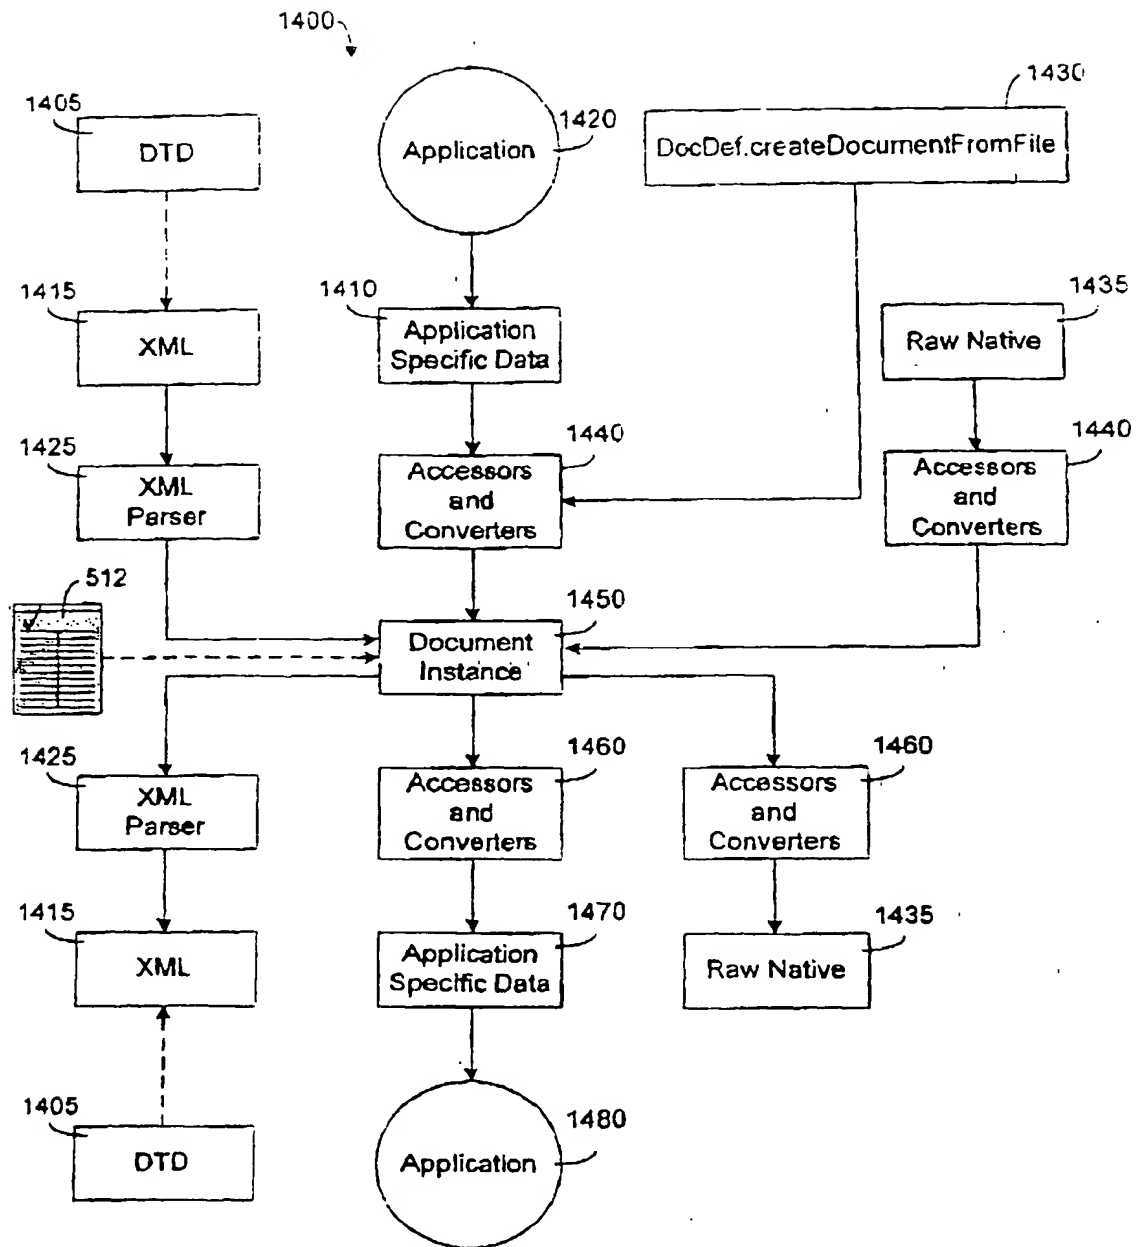 1400
1405
DTD
Application
1420
1430
DocDef.createDocumentFromFile
1415
XML
1410
Application
Specific Data
1435
Raw Native
1425
XML
Parser
1440
Accessors
and
Converters
1440
Accessors
and
Converters
512
1450
Document
Instance
1425
XML
Parser
1460
Accessors
and
Converters
1460
Accessors
and
Converters
1415
XML
1470
Application
Specific Data
1435
Raw Native
1405
DTD
Application
1480